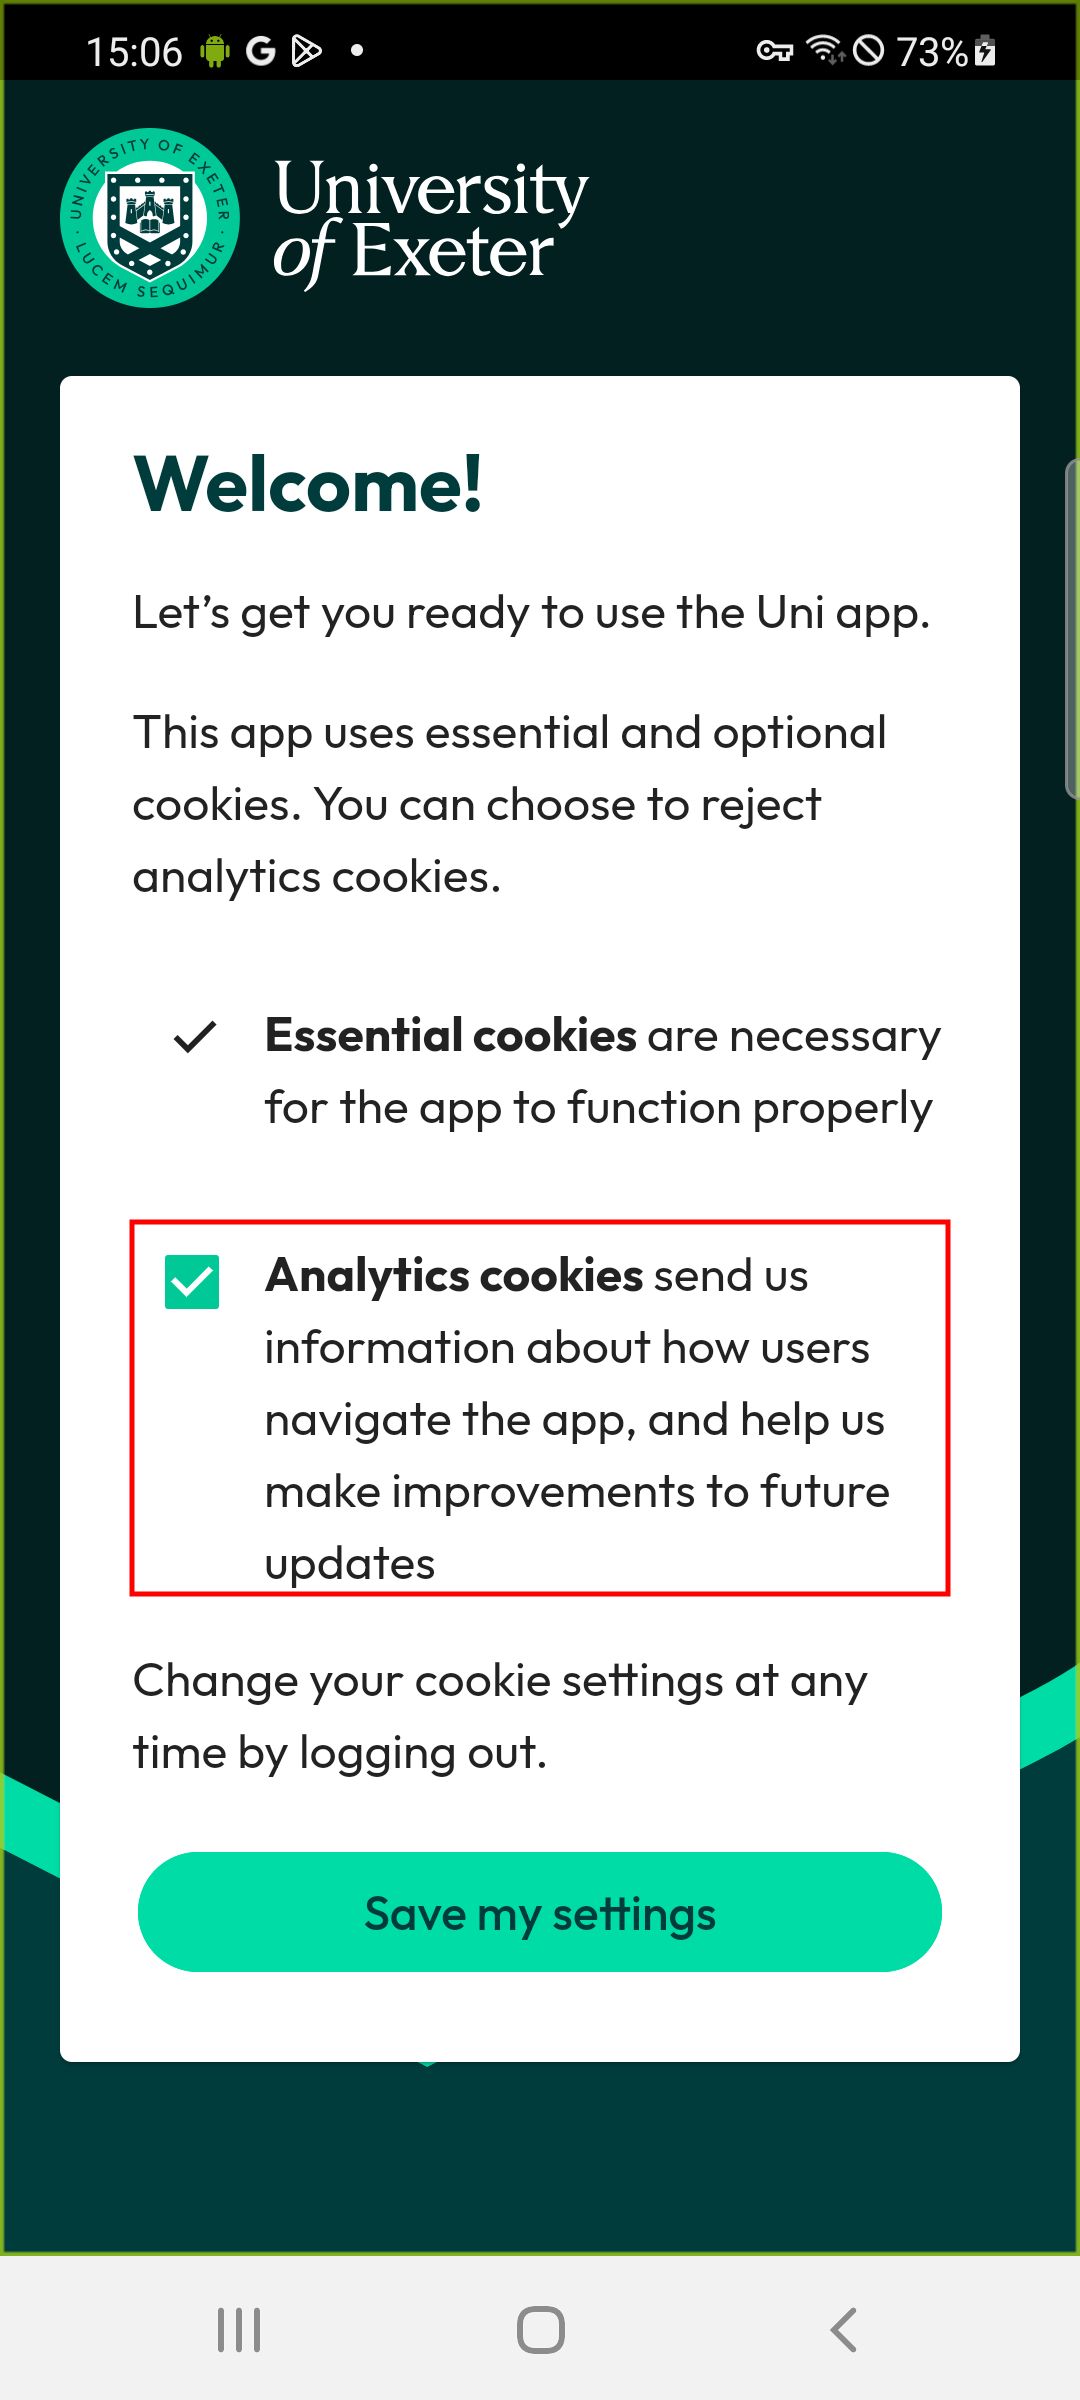 15:06 73%
UNIVERSITY OF EXETER
LUCEM SEQUIMUR
University
of Exeter
Welcome!
Let’s get you ready to use the Uni app.
This app uses essential and optional
cookies. You can choose to reject
analytics cookies.
Essential cookies are necessary
for the app to function properly
Analytics cookies send us
information about how users
navigate the app, and help us
make improvements to future
updates
Change your cookie settings at any
time by logging out.
Save my settings